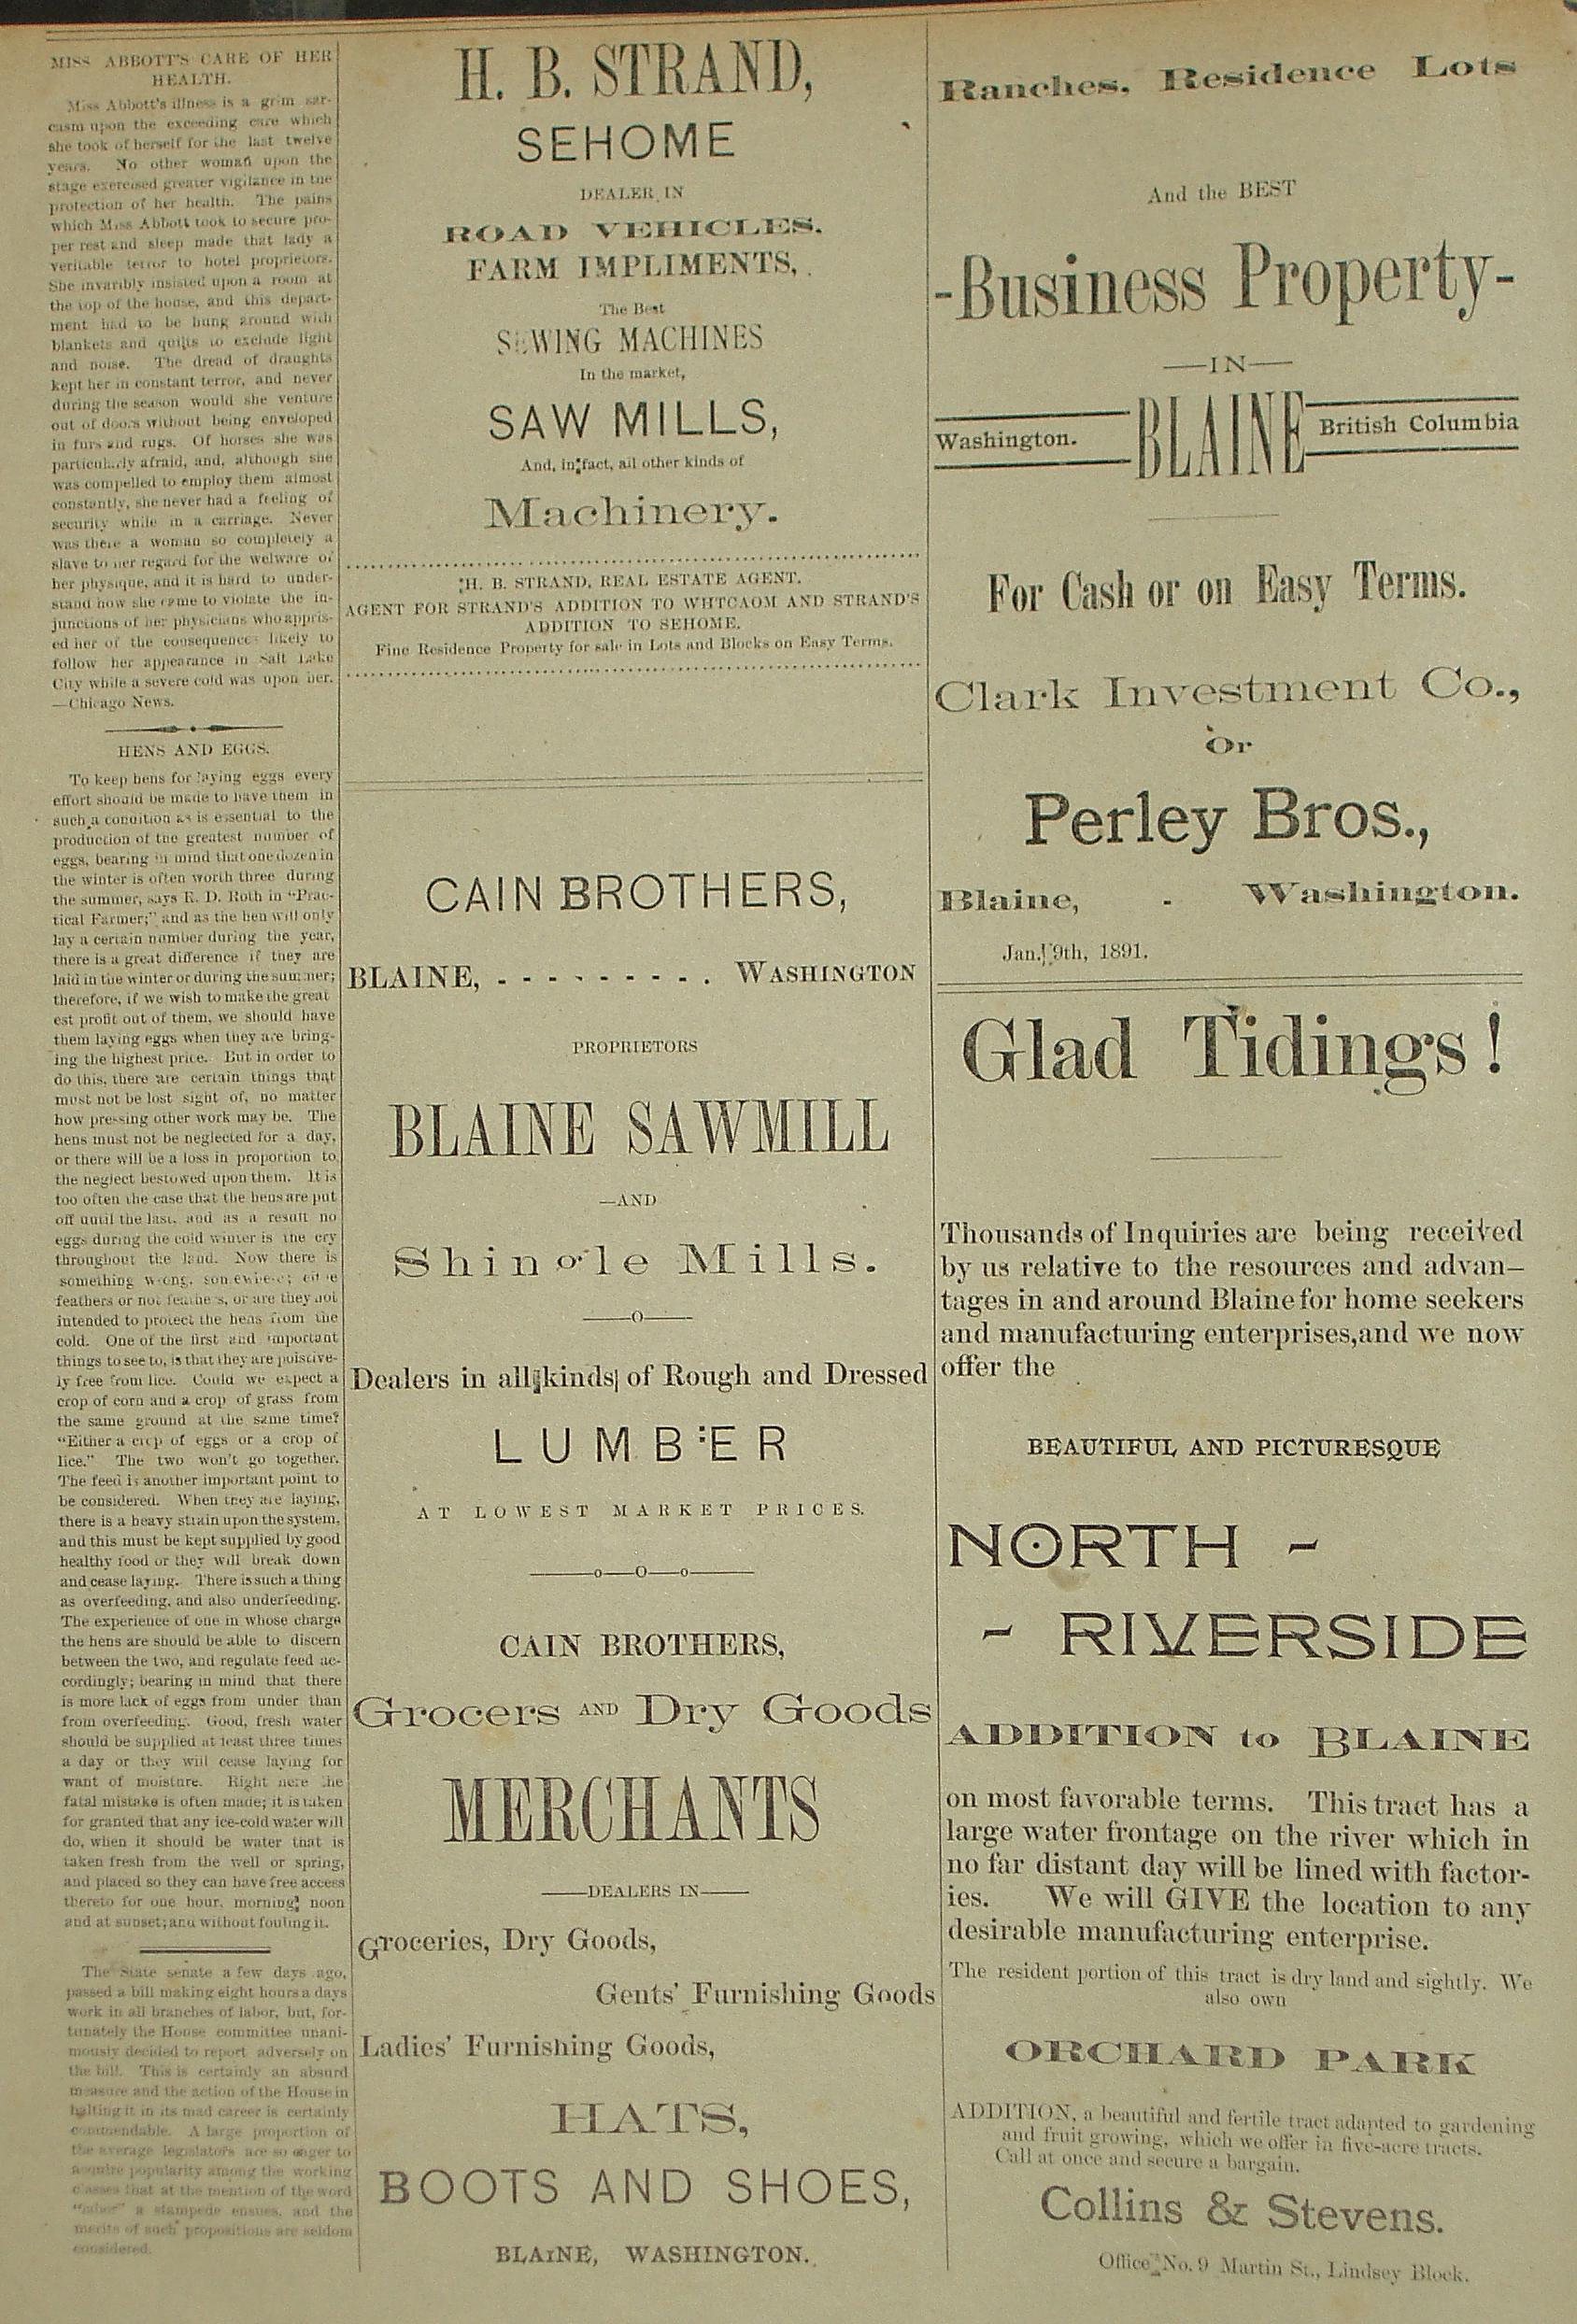 MISS ABBOTT'S CARE OF HER
HEALTH.
Miss Abbott's illness is a grim sar-
casm upon the exceeding care which
she took of herself for the last twelve
years. No other woman upon the
stage exercised greater vigilance in the
protection of her health. The pains
which Miss Abbott took to secure pro-
per rest and sleep made that lady a
veritable terror to hotel proprietors.
She invaribly insisted upon a room at
the top of the house, and this depart-
ment had to be hung around with
blankets and quilts to exclude light
and noise. The dread of draughts
kept her in constant terror, and never
during the season would she venture
out of doors without being enveloped
in furs and rugs. Of horses she was
particularly afraid, and, although she
was compelled to employ them almost
constantly, she never had a feeling of
security while in a carriage. Never
was there a woman so completely a
slave to her regard for the welware of
her physique, and it is hard to under-
stand how she came to violate the in-
junctions of her physicians who appris-
ed her of the consequences likely to
follow her appearance in Salt Lake
City while a severe cold was upon her.
—Chicago News.
HENS AND EGGS.
To keep hens for laying eggs every
effort should be made to have them in
such a condition as is essential to the
production of the greatest number of
eggs, bearing in mind that one dozen in
the winter is often worth three during
the summer, says E. D. Roth in "Prac-
tical Farmer;" and as the hen will only
lay a certain number during the year,
there is a great difference if they are
laid in the winter or during the summer;
therefore, if we wish to make the great
est profit out of them, we should have
them laying eggs when they are bring-
ing the highest price. But in order to
do this, there are certain things that
must not be lost sight of, no matter
how pressing other work may be. The
hens must not be neglected for a day,
or there will be a loss in proportion to
the neglect bestowed upon them. It is
too often the case that the hens are put
off until the last, and as a result no
eggs during the cold winter is the cry
throughout the land. Now there is
something wrong, somewhere; either
feathers or not feathers, or are they not
intended to protect the hens from the
cold. One of the first and important
things to see to, is that they are poistive-
ly free from lice. Could we expect a
crop of corn and a crop of grass from
the same ground at the same time?
"Either a crop of eggs or a crop of
lice." The two won't go together.
The feed is another important point to
be considered. When they are laying,
there is a heavy strain upon the system,
and this must be kept supplied by good
healthy food or they will break down
and cease laying. There is such a thing
as overfeeding, and also underfeeding.
The experience of one in whose charge
the hens are should be able to discern
between the two, and regulate feed ac-
cordingly; bearing in mind that there
is more lack of eggs from under than
from overfeeding. Good, fresh water
should be supplied at least three times
a day or they will cease laying for
want of moisture. Right here the
fatal mistake is often made; it is taken
for granted that any ice-cold water will
do, when it should be water that is
taken fresh from the well or spring,
and placed so they can have free access
thereto for one hour, morning, noon
and at sunset; and without fouling it.
The State senate a few days ago,
passed a bill making eight hours a days
work in all branches of labor, but, for-
tunately the House committee unani-
mously decided to report adversely on
the bill. This is certainly an absurd
measure and the action of the House in
halting it in its mad career is certainly
commendable. A large proportion of
the average legislators are so eager to
acquire popularity among the working
classes that at the mention of the word
"labor" a stampede ensues, and the
merits of such propositions are seldom
considered.
H. B. STRAND,
SEHOME
DEALER IN
ROAD VEHICLES.
FARM IMPLIMENTS,
The Best
SEWING MACHINES
In the market,
SAW MILLS,
And, in fact, all other kinds of
Machinery.
H. B. STRAND, REAL ESTATE AGENT.
AGENT FOR STRAND'S ADDITION TO WHTCAOM AND STRAND'S
ADDITION TO SEHOME.
Fine Residence Property for sale in Lots and Blocks on Easy Terms.
CAIN BROTHERS,
BLAINE, - - - - - - - - . WASHINGTON
PROPRIETORS
BLAINE SAWMILL
—AND
Shingle Mills.
—O—
Dealers in all kinds of Rough and Dressed
LUMBER
AT LOWEST MARKET PRICES.
—o—O—o—
CAIN BROTHERS,
Grocers AND Dry Goods
MERCHANTS
—DEALERS IN—
Groceries, Dry Goods,
Gents' Furnishing Goods
Ladies' Furnishing Goods,
HATS,
BOOTS AND SHOES,
BLAINE, WASHINGTON.
Ranches, Residence Lots
And the BEST
-Business Property-
—IN—
Washington. BLAINE British Columbia
For Cash or on Easy Terms.
Clark Investment Co.,
Or
Perley Bros.,
Blaine, - Washington.
Jan. 9th, 1891.
Glad Tidings!
Thousands of Inquiries are being received
by us relative to the resources and advan—
tages in and around Blaine for home seekers
and manufacturing enterprises,and we now
offer the
BEAUTIFUL AND PICTURESQUE
NORTH -
- RIVERSIDE
ADDITION to BLAINE
on most favorable terms. This tract has a
large water frontage on the river which in
no far distant day will be lined with factor-
ies. We will GIVE the location to any
desirable manufacturing enterprise.
The resident portion of this tract is dry land and sightly. We
also own
ORCHARD PARK
ADDITION, a beautiful and fertile tract adapted to gardening
and fruit growing, which we offer in five-acre tracts.
Call at once and secure a bargain.
Collins & Stevens.
Office No. 9 Martin St., Lindsey Block.